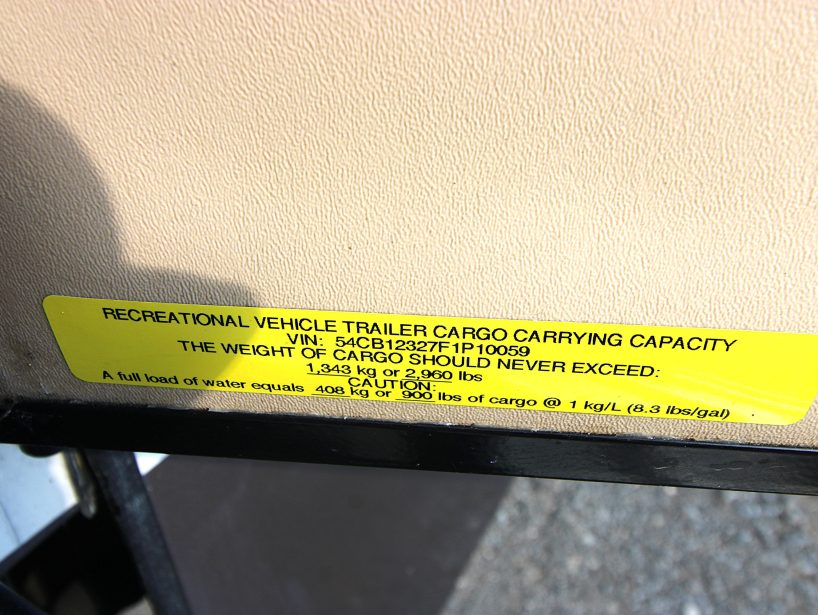 RECREATIONAL VEHICLE TRAILER CARGO CARRYING CAPACITY
VIN: 54CB12327F1P10059
THE WEIGHT OF CARGO SHOULD NEVER EXCEED:
1,343 kg or 2,960 lbs
CAUTION:
A full load of water equals 408 kg or 900 lbs of cargo @ 1 kg/L (8.3 lbs/gal)